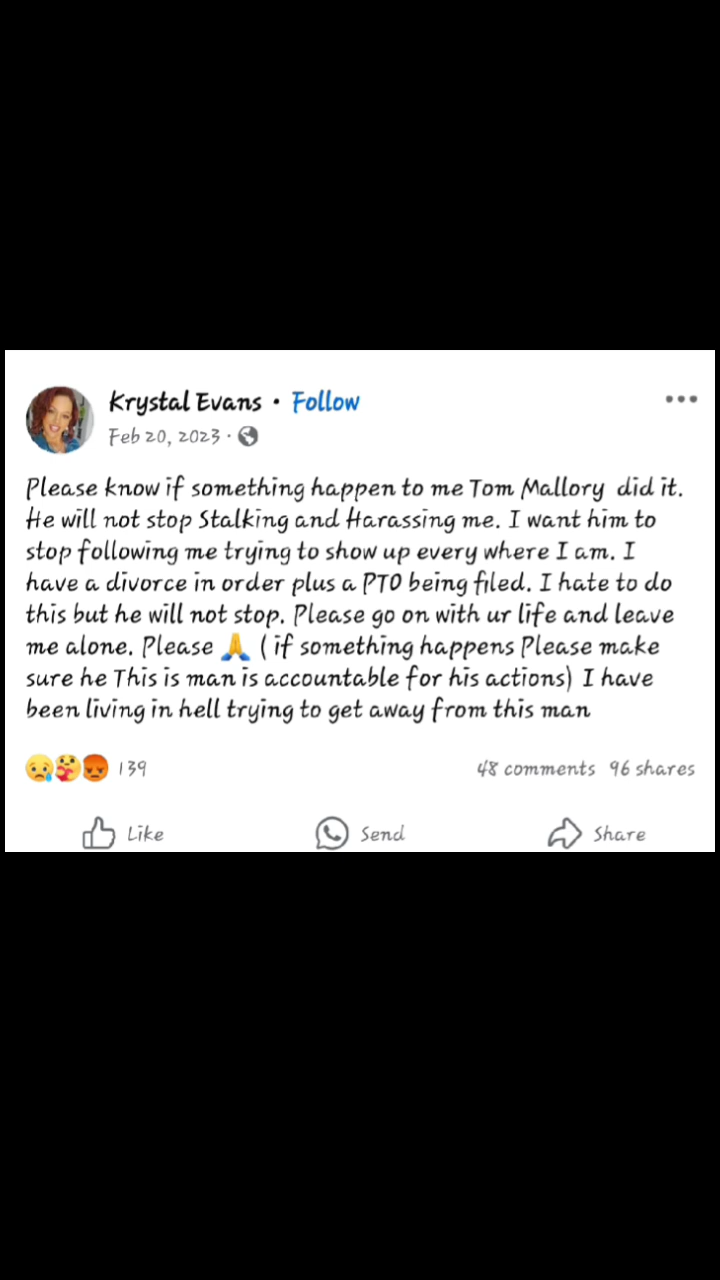 Krystal Evans • Follow
Feb 20, 2023 ·
Please know if something happen to me Tom Mallory did it.
He will not stop Stalking and Harassing me. I want him to
stop following me trying to show up every where I am. I
have a divorce in order plus a PTO being filed. I hate to do
this but he will not stop. Please go on with ur life and leave
me alone. Please 🙏 ( if something happens Please make
sure he This is man is accountable for his actions) I have
been living in hell trying to get away from this man
139 48 comments 96 shares
Like Send Share